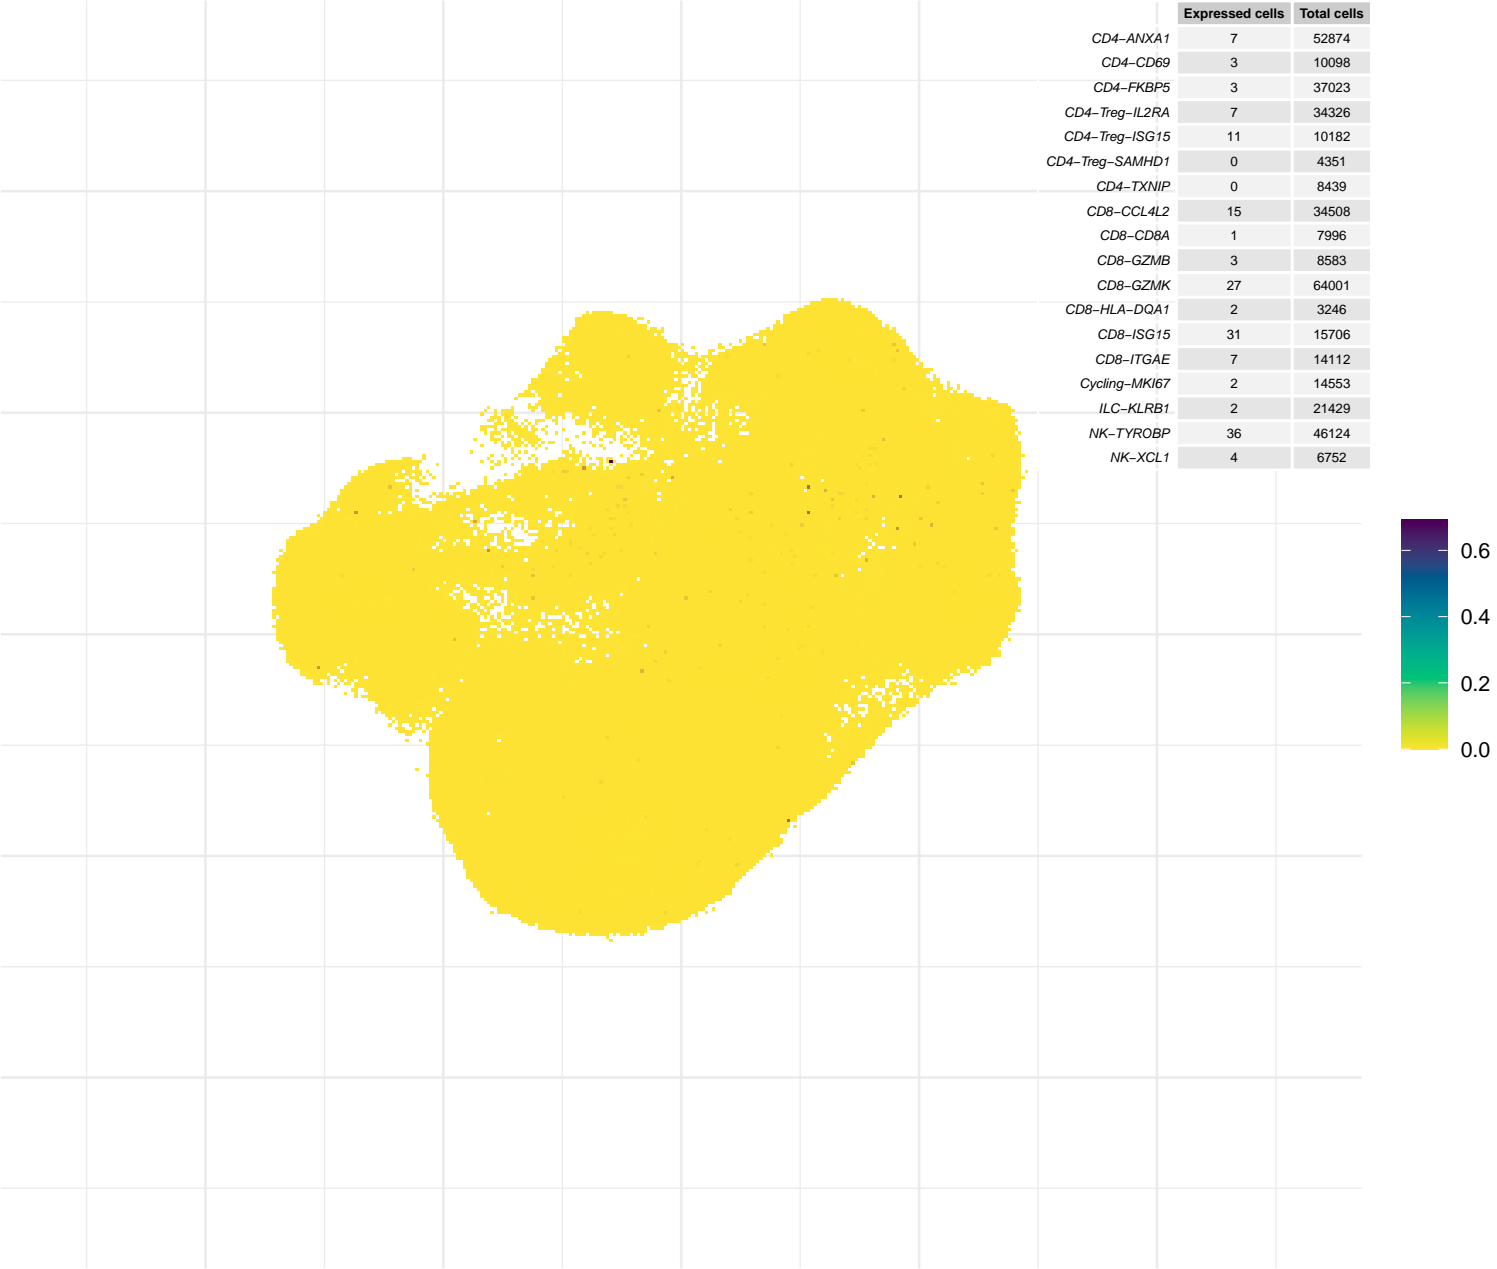 Expressed cells Total cells
CD4−ANXA1 7 52874
CD4−CD69 3 10098
CD4−FKBP5 3 37023
CD4−Treg−IL2RA 7 34326
CD4−Treg−ISG15 11 10182
CD4−Treg−SAMHD1 0 4351
CD4−TXNIP 0 8439
CD8−CCL4L2 15 34508
CD8−CD8A 1 7996
CD8−GZMB 3 8583
CD8−GZMK 27 64001
CD8−HLA−DQA1 2 3246
CD8−ISG15 31 15706
CD8−ITGAE 7 14112
Cycling−MKI67 2 14553
ILC−KLRB1 2 21429
NK−TYROBP 36 46124
NK−XCL1 4 6752
0.6
0.4
0.2
0.0